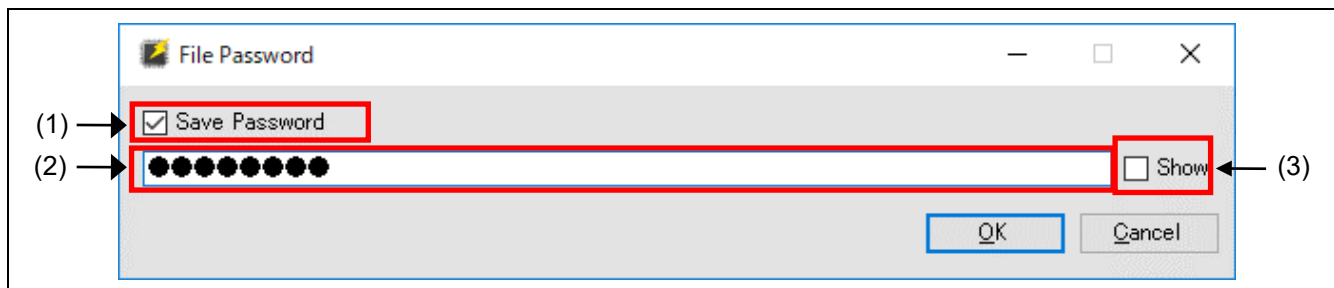 File Password
(1) Save Password
(2) ●●●●●●●● Show (3)
OK Cancel